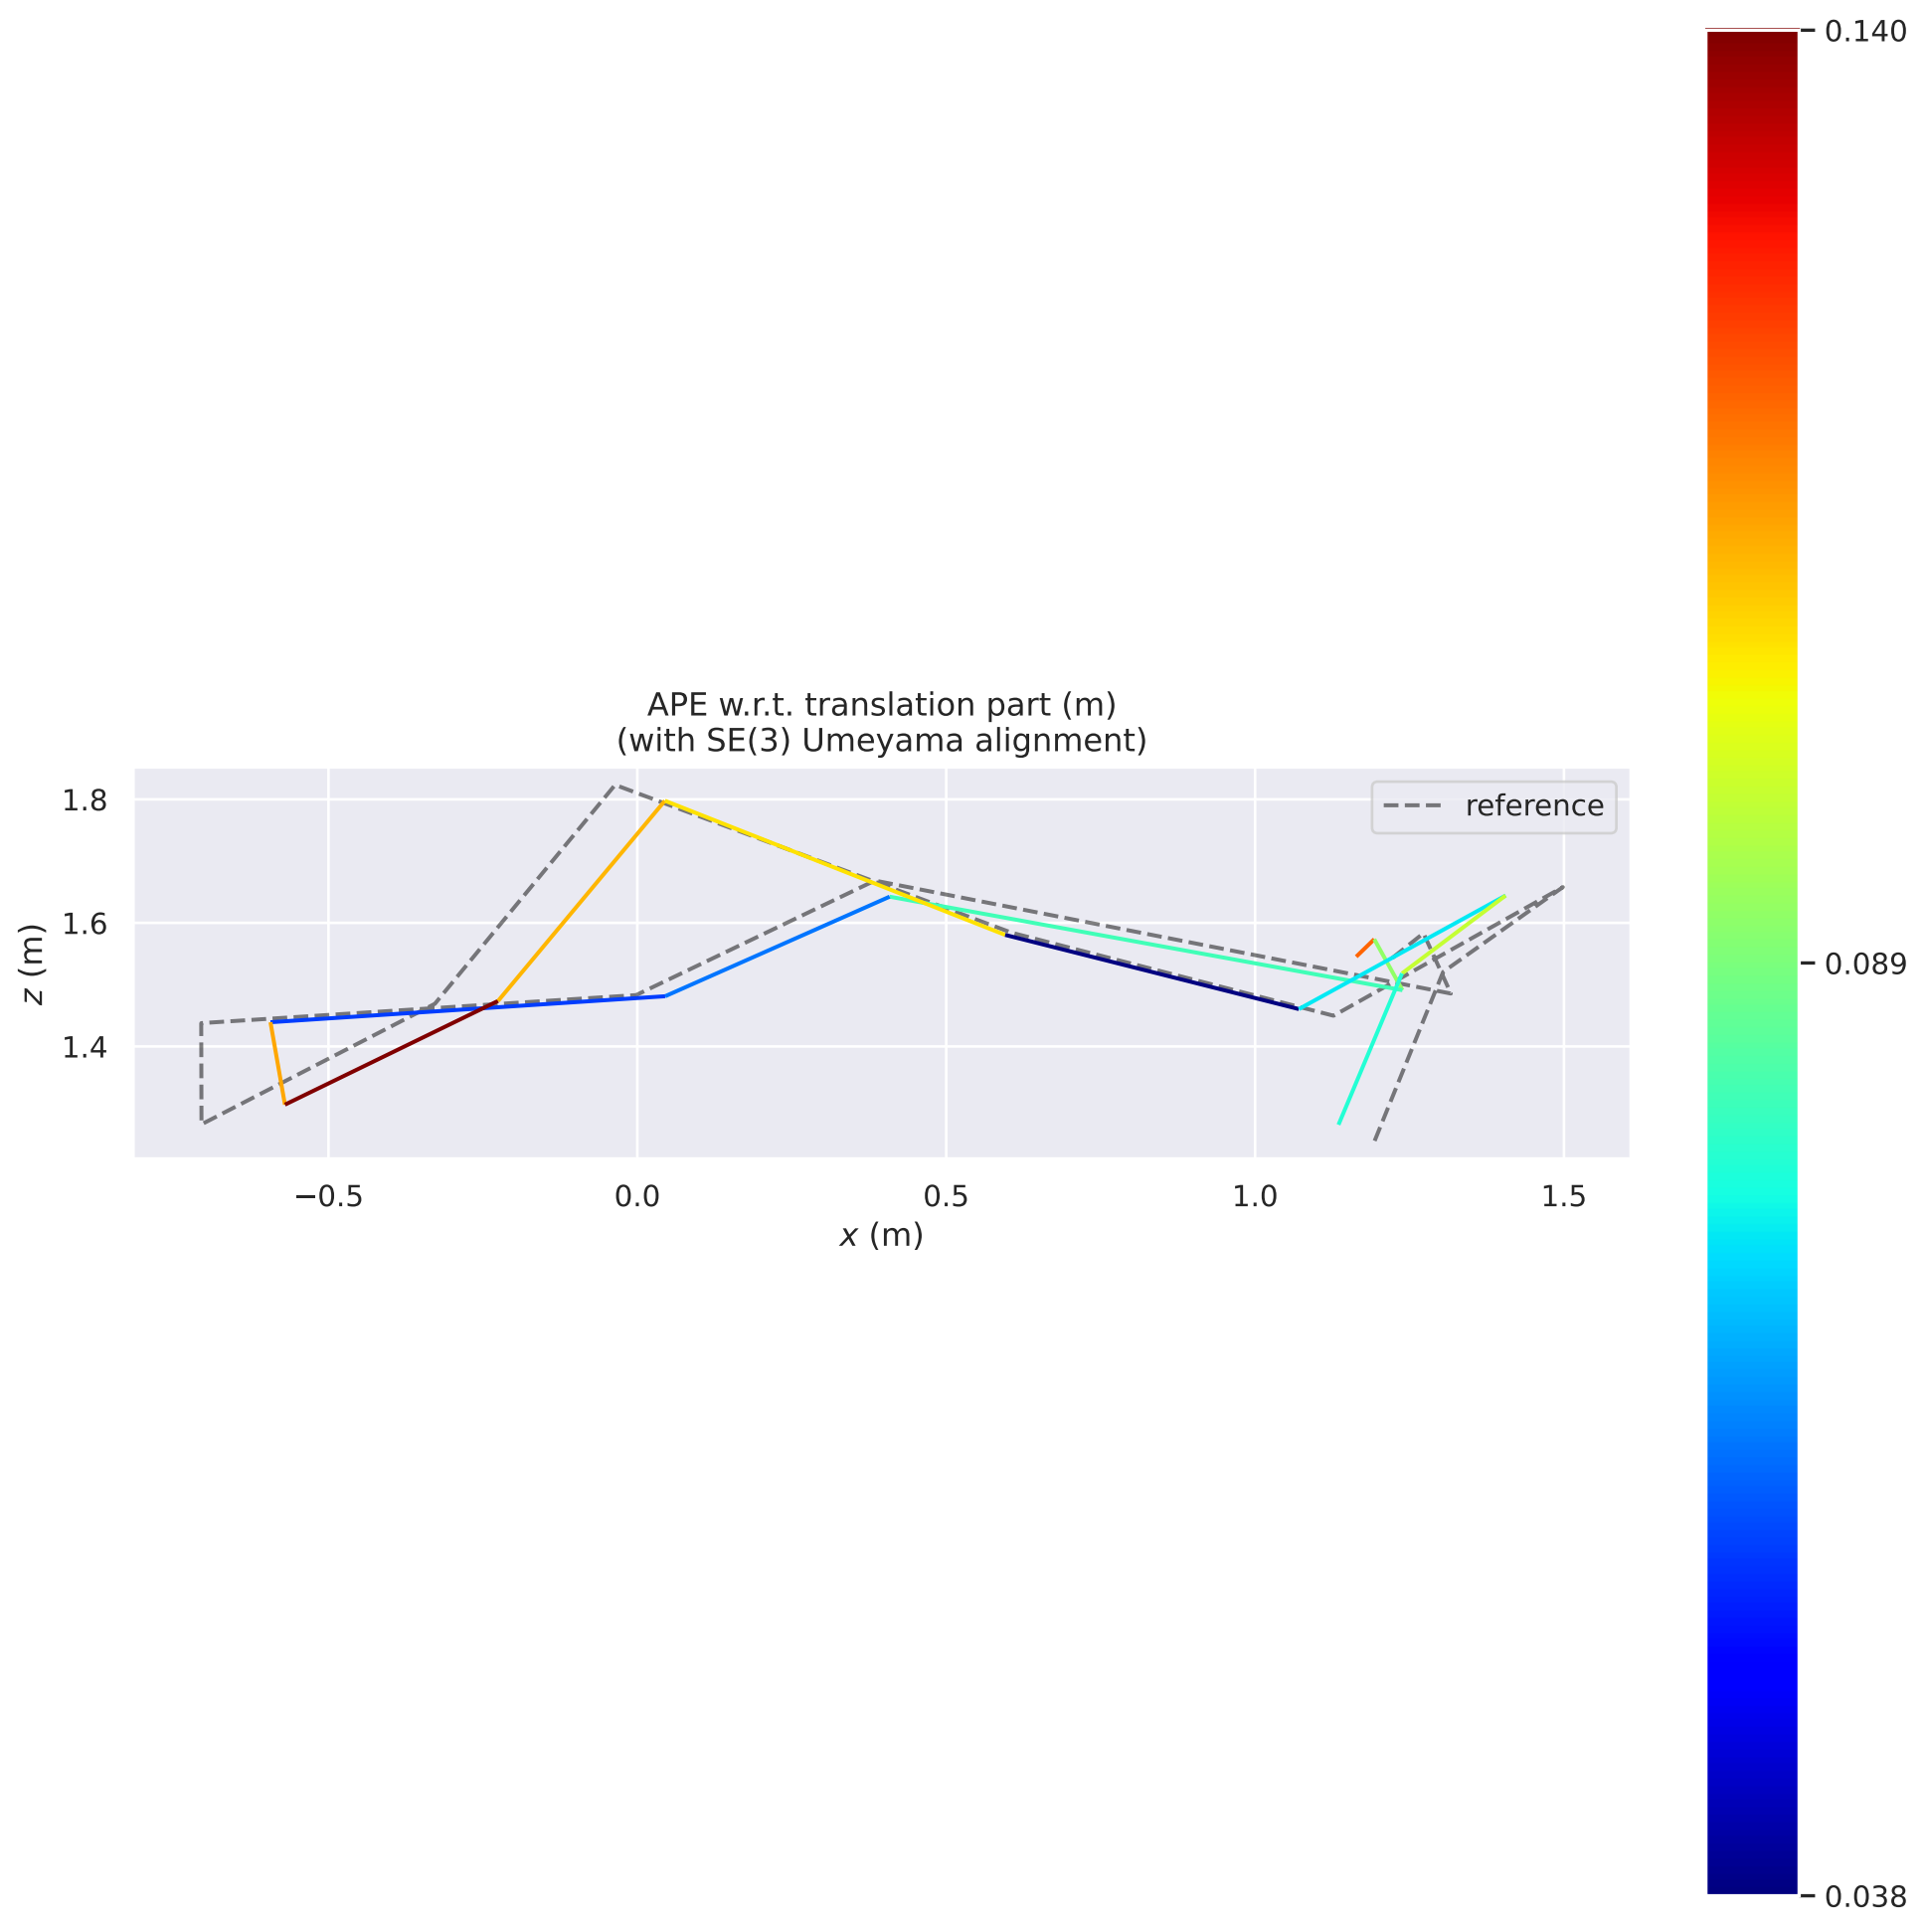 APE w.r.t. translation part (m)
(with SE(3) Umeyama alignment)
reference
1.8
1.6
1.4
z (m)
−0.5
0.0
0.5
1.0
1.5
x (m)
0.140
0.089
0.038